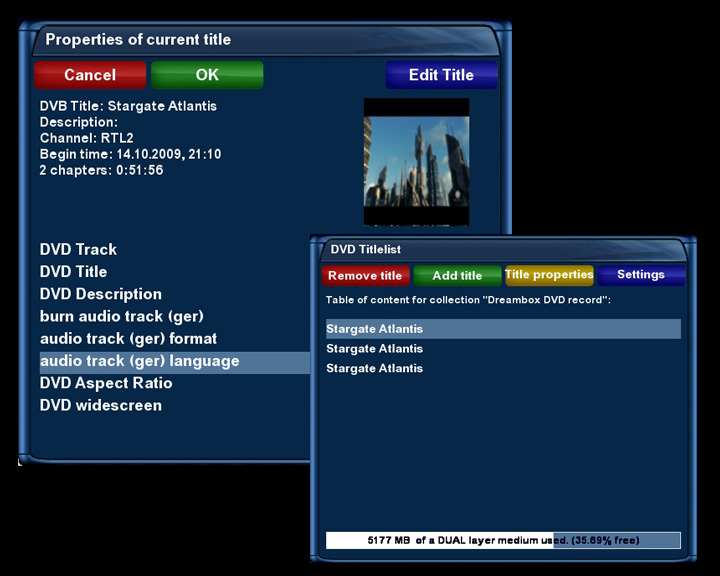 Properties of current title
Cancel
OK
Edit Title
DVB Title: Stargate Atlantis
Description:
Channel: RTL2
Begin time: 14.10.2009, 21:10
2 chapters: 0:51:56
DVD Track
DVD Title
DVD Description
burn audio track (ger)
audio track (ger) format
audio track (ger) language
DVD Aspect Ratio
DVD widescreen
DVD Titlelist
Remove title
Add title
Title properties
Settings
Table of content for collection "Dreambox DVD record":
Stargate Atlantis
Stargate Atlantis
Stargate Atlantis
5177 MB of a DUAL layer medium used. (35.69% free)